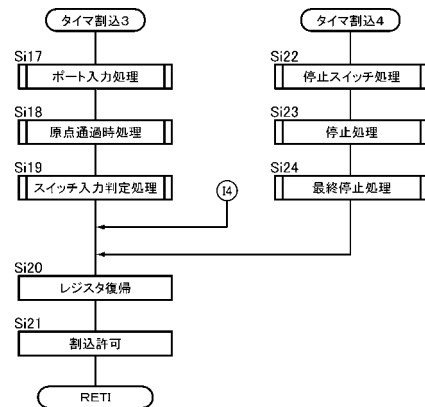 タイマ割込3
Si17
ポート入力処理
Si18
原点通過時処理
Si19
スイッチ入力判定処理
タイマ割込4
Si22
停止スイッチ処理
Si23
停止処理
Si24
最終停止処理
I4
Si20
レジスタ復帰
Si21
割込許可
RETI